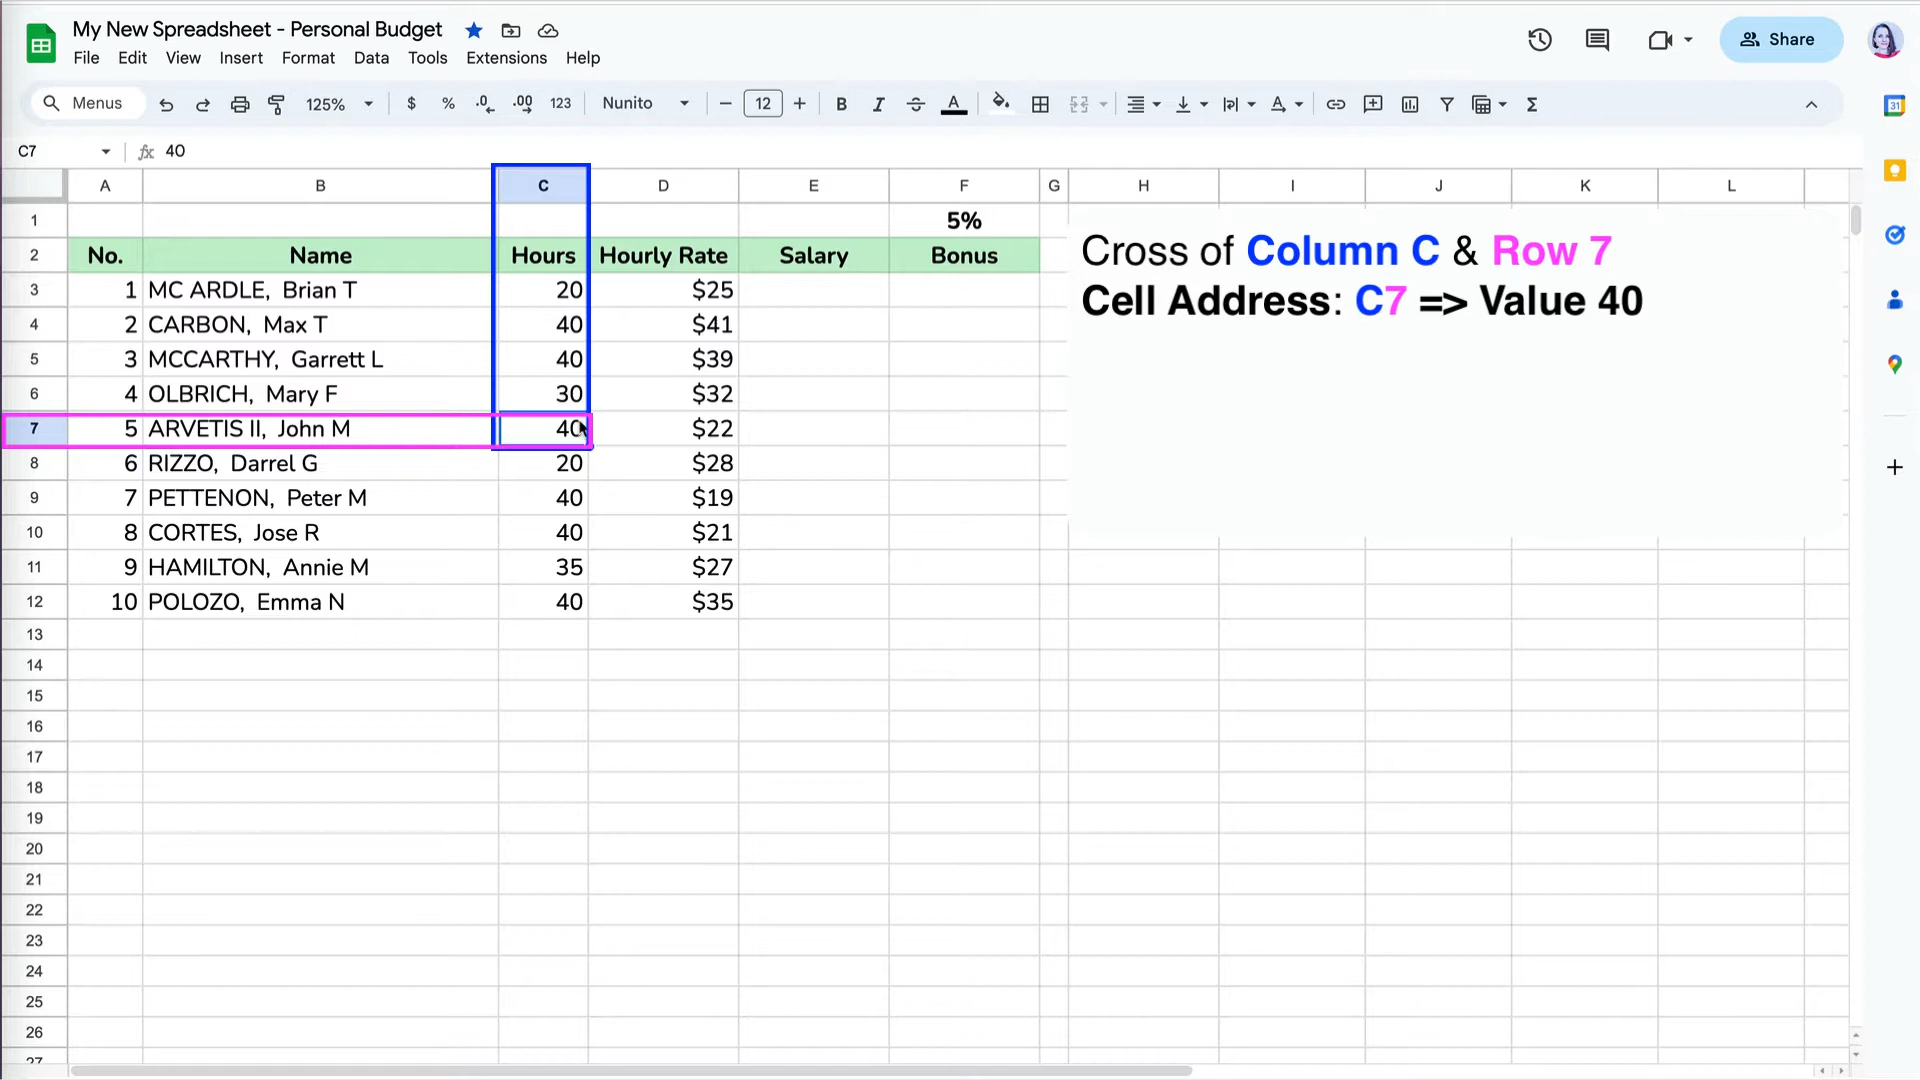 My New Spreadsheet - Personal Budget
File Edit View Insert Format Data Tools Extensions Help
Share
Menus 125% $ % .0 .00 123 Nunito 12 B I S A A Σ
31
C7 fx 40
A B C D E F G H I J K L
1 5%
2 No. Name Hours Hourly Rate Salary Bonus
3 1 MC ARDLE, Brian T 20 $25
4 2 CARBON, Max T 40 $41
5 3 MCCARTHY, Garrett L 40 $39
6 4 OLBRICH, Mary F 30 $32
7 5 ARVETIS II, John M 40 $22
8 6 RIZZO, Darrel G 20 $28
9 7 PETTENON, Peter M 40 $19
10 8 CORTES, Jose R 40 $21
11 9 HAMILTON, Annie M 35 $27
12 10 POLOZO, Emma N 40 $35
13
14
15
16
17
18
19
20
21
22
23
24
25
26
27
Cross of Column C & Row 7
Cell Address: C7 => Value 40